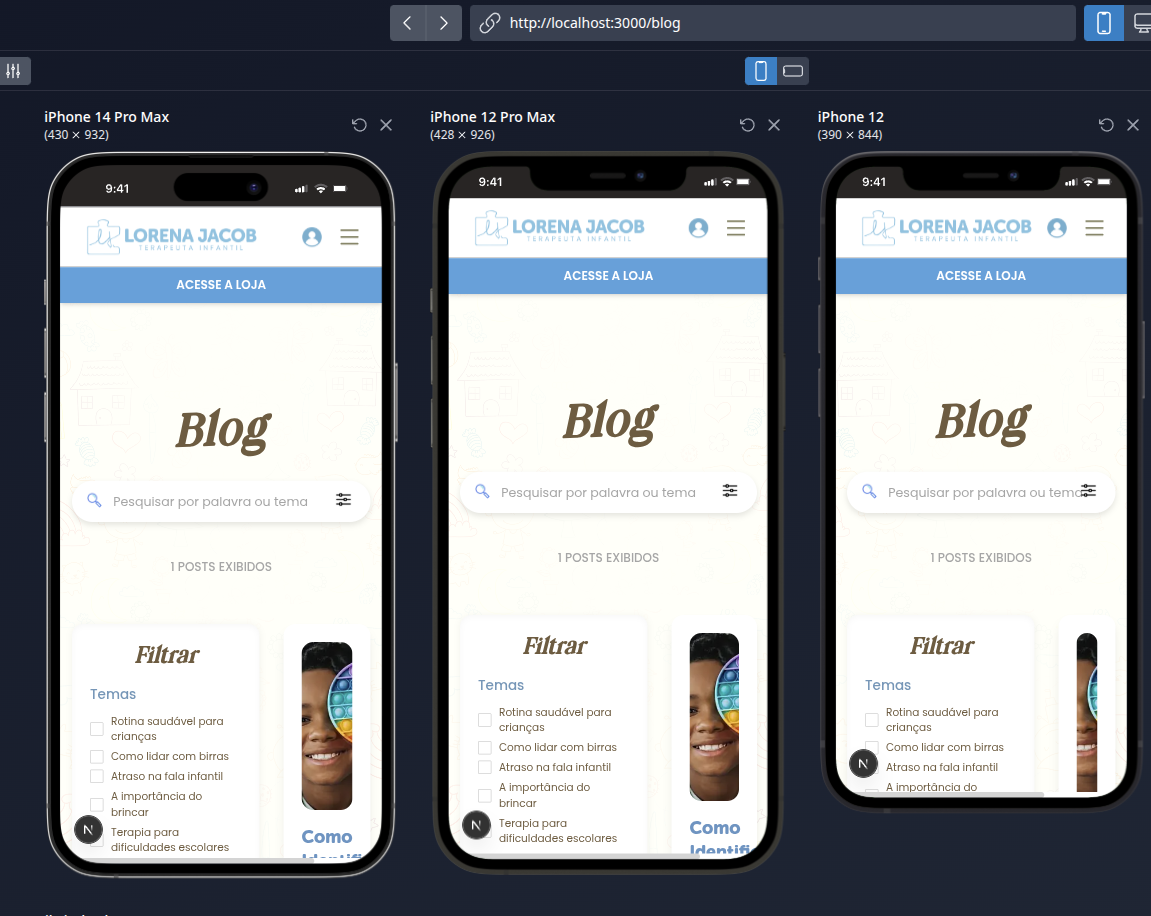 http://localhost:3000/blog
iPhone 14 Pro Max
(430 × 932)
iPhone 12 Pro Max
(428 × 926)
iPhone 12
(390 × 844)
9:41
LORENA JACOB
TERAPEUTA INFANTIL
ACESSE A LOJA
Blog
Pesquisar por palavra ou tema
1 POSTS EXIBIDOS
Filtrar
Temas
Rotina saudável para
crianças
Como lidar com birras
Atraso na fala infantil
A importância do
brincar
Terapia para
dificuldades escolares
Como
N
9:41
LORENA JACOB
TERAPEUTA INFANTIL
ACESSE A LOJA
Blog
Pesquisar por palavra ou tema
1 POSTS EXIBIDOS
Filtrar
Temas
Rotina saudável para
crianças
Como lidar com birras
Atraso na fala infantil
A importância do
brincar
Terapia para
dificuldades escolares
Como
Identific
N
9:41
LORENA JACOB
TERAPEUTA INFANTIL
ACESSE A LOJA
Blog
Pesquisar por palavra ou tema
1 POSTS EXIBIDOS
Filtrar
Temas
Rotina saudável para
crianças
Como lidar com birras
Atraso na fala infantil
A importância do
N